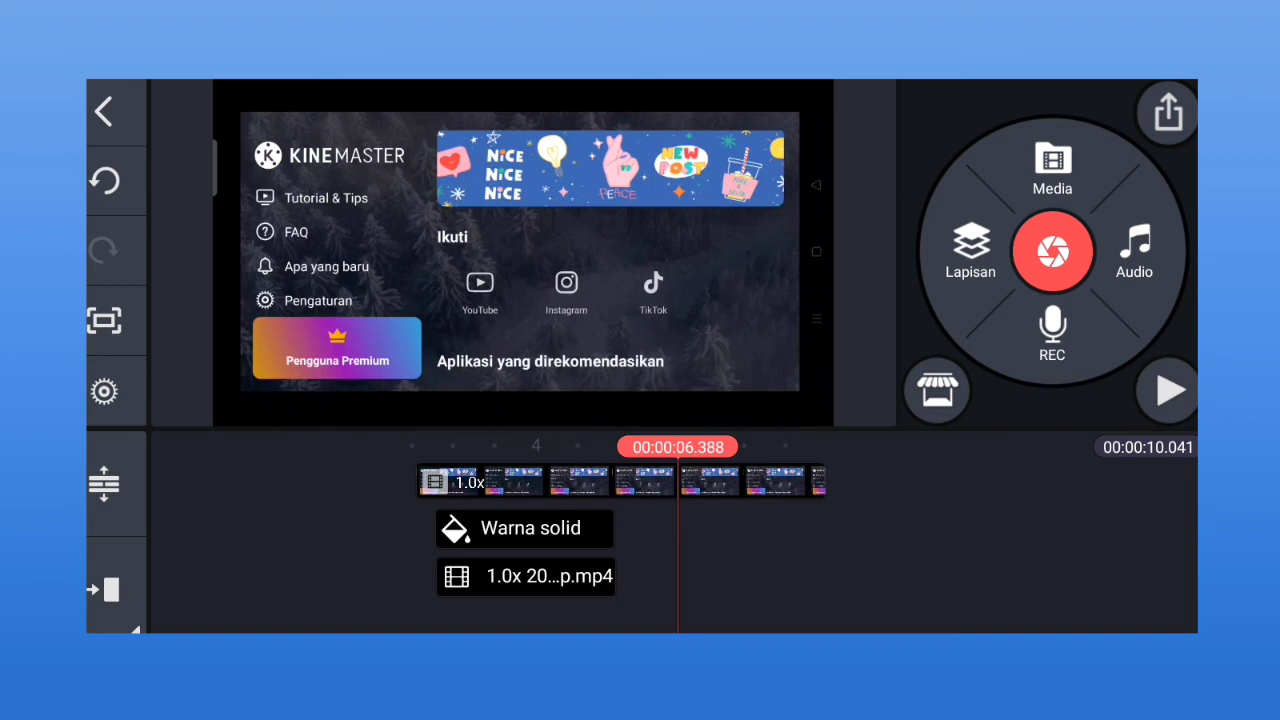 KINEMASTER
Tutorial & Tips
FAQ
Apa yang baru
Pengaturan
Pengguna Premium
NICE
NICE
NICE
PEACE
NEW
POST
Ikuti
YouTube
Instagram
TikTok
Aplikasi yang direkomendasikan
Media
Lapisan
Audio
REC
4
00:00:06.388
00:00:10.041
1.0x
Warna solid
1.0x 20...p.mp4